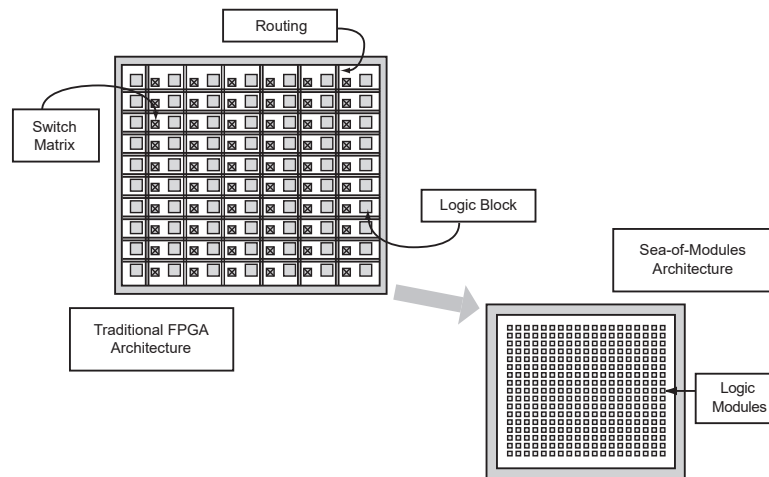 Routing
Switch
Matrix
Logic Block
Sea-of-Modules
Architecture
Traditional FPGA
Architecture
Logic
Modules